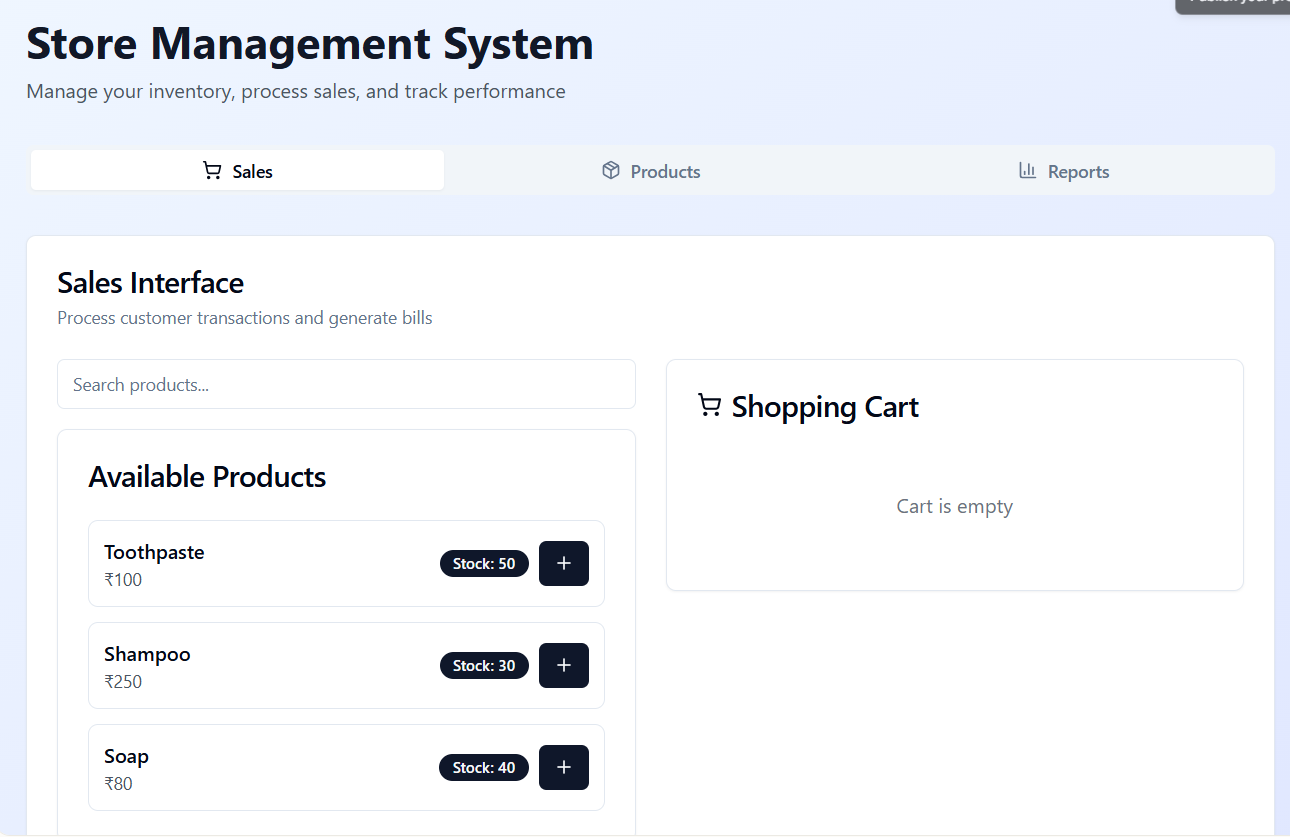 Store Management System
Manage your inventory, process sales, and track performance
Sales
Products
Reports
Sales Interface
Process customer transactions and generate bills
Search products...
Available Products
Toothpaste
₹100
Stock: 50
+
Shampoo
₹250
Stock: 30
+
Soap
₹80
Stock: 40
+
Shopping Cart
Cart is empty